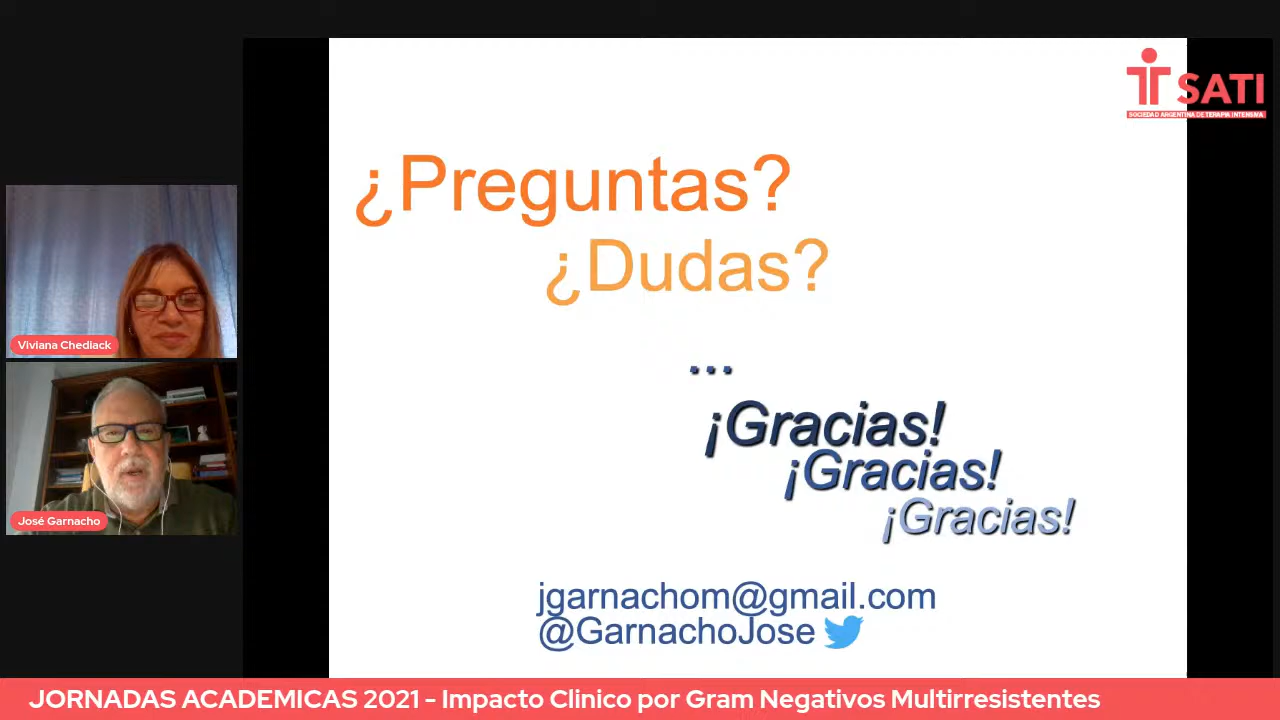 SATI
SOCIEDAD ARGENTINA DE TERAPIA INTENSIVA
¿Preguntas?
¿Dudas?
...
¡Gracias!
¡Gracias!
¡Gracias!
jgarnachom@gmail.com
@GarnachoJose
Viviana Chediack
José Garnacho
JORNADAS ACADEMICAS 2021 - Impacto Clinico por Gram Negativos Multirresistentes